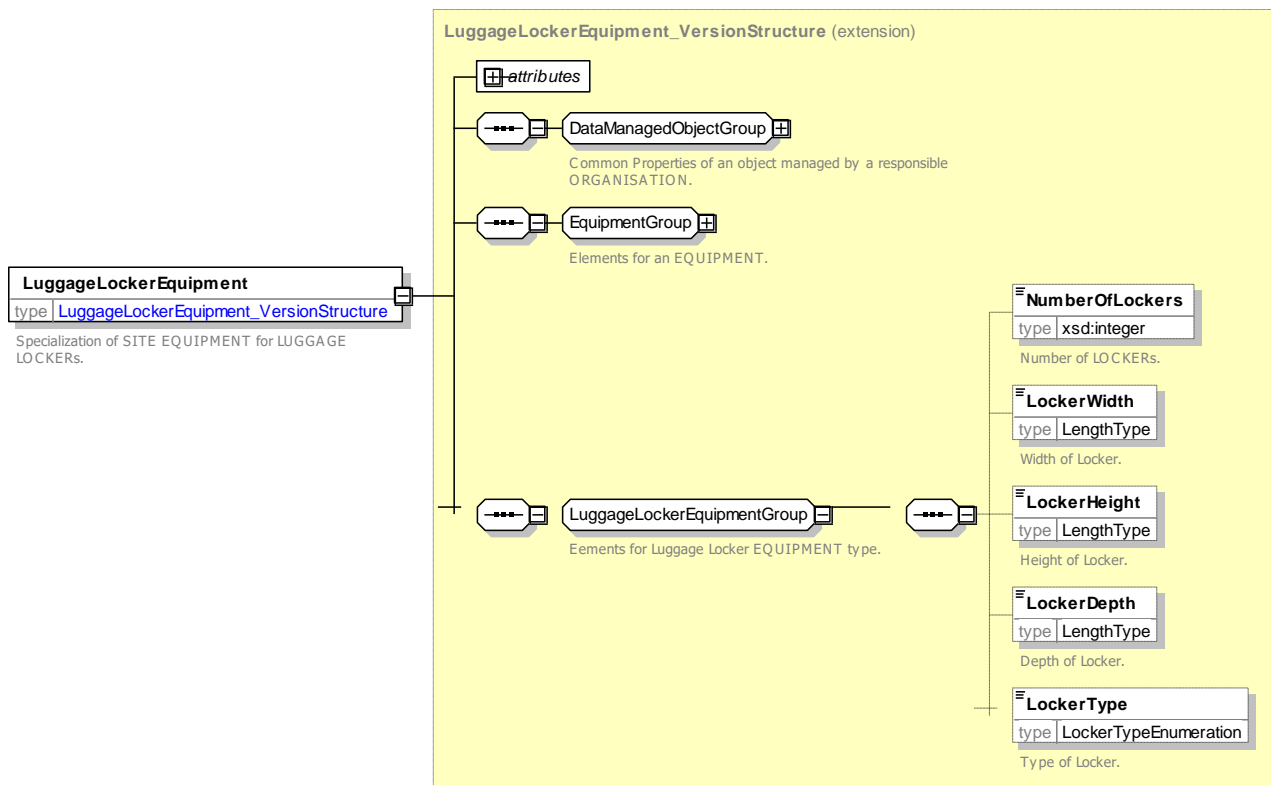 LuggageLockerEquipment_VersionStructure (extension)
attributes
DataManagedObjectGroup
Common Properties of an object managed by a responsible
ORGANISATION.
EquipmentGroup
Elements for an EQUIPMENT.
LuggageLockerEquipment
type LuggageLockerEquipment_VersionStructure
Specialization of SITE EQUIPMENT for LUGGAGE
LOCKERs.
NumberOfLockers
type xsd:integer
Number of LOCKERs.
LockerWidth
type LengthType
Width of Locker.
LuggageLockerEquipmentGroup
Eements for Luggage Locker EQUIPMENT type.
LockerHeight
type LengthType
Height of Locker.
LockerDepth
type LengthType
Depth of Locker.
LockerType
type LockerTypeEnumeration
Type of Locker.